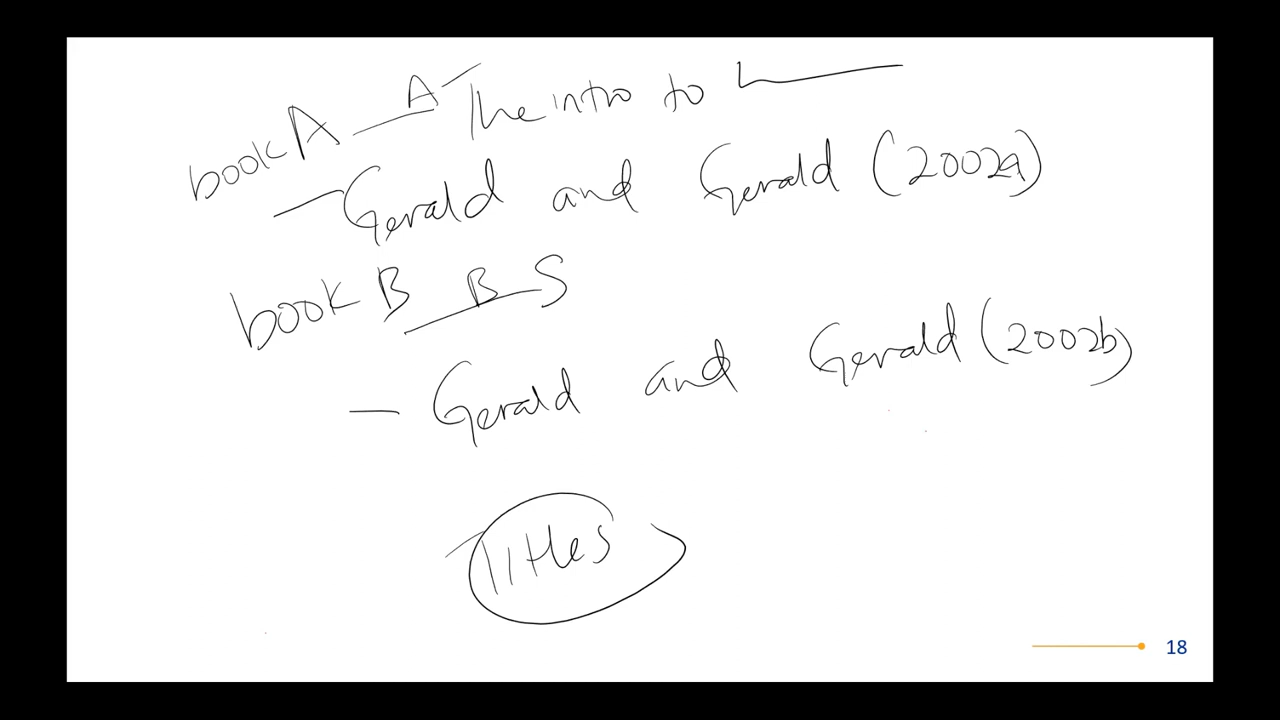 book A A The intro to
- Gerald and Gerald (2002a)
book B B S
- Gerald and Gerald (2002b)
Titles
18